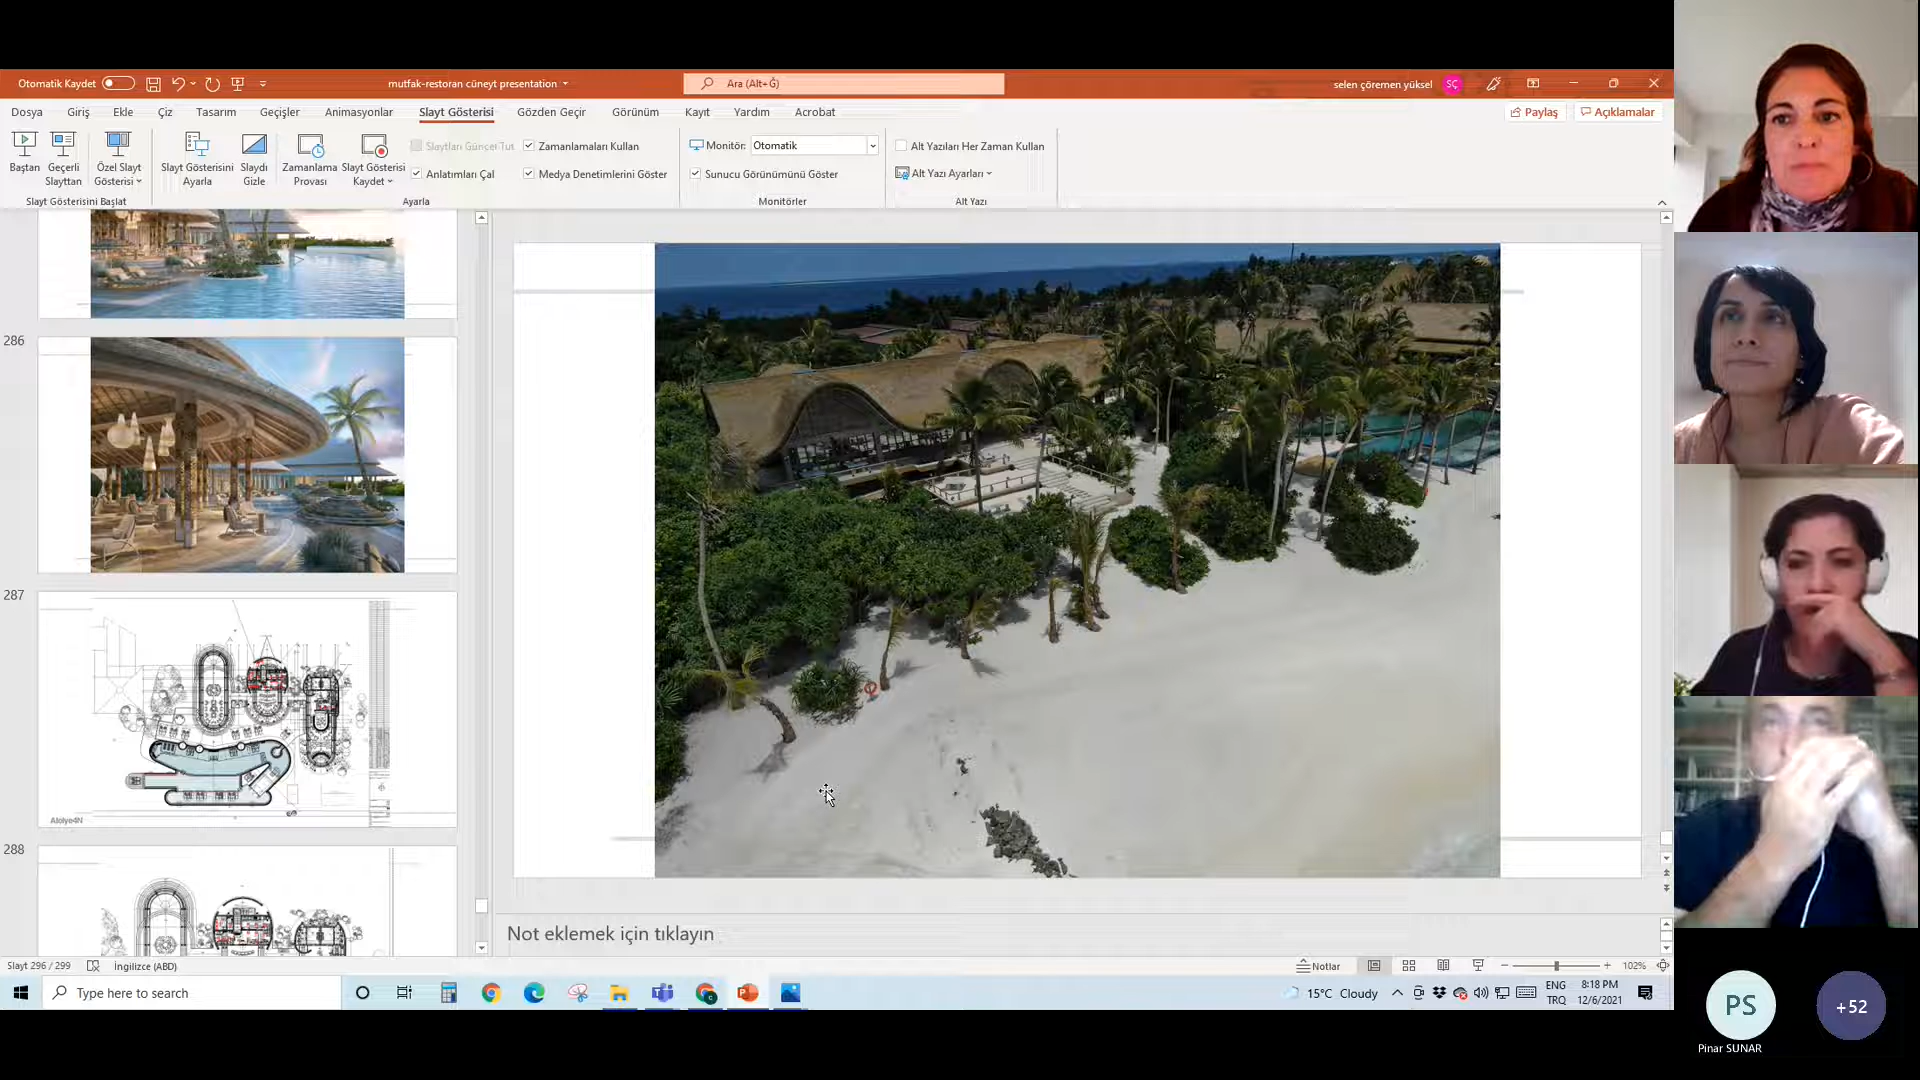 Otomatik Kaydet
mutfak-restoran cüneyt presentation
Ara (Alt+Ğ)
selen çöremen yüksel
SÇ
Dosya Giriş Ekle Çiz Tasarım Geçişler Animasyonlar Slayt Gösterisi Gözden Geçir Görünüm Kayıt Yardım Acrobat
Paylaş
Açıklamalar
Baştan
Geçerli Slayttan
Özel Slayt Gösterisi
Slayt Gösterisini Ayarla
Slaydı Gizle
Zamanlama Provası
Slayt Gösterisi Kaydet
Slaytları Güncel Tut
Anlatımları Çal
Zamanlamaları Kullan
Medya Denetimlerini Göster
Monitör: Otomatik
Sunucu Görünümünü Göster
Alt Yazıları Her Zaman Kullan
Alt Yazı Ayarları
Slayt Gösterisini Başlat
Ayarla
Monitörler
Alt Yazı
286
287
Atolye4N
288
Not eklemek için tıklayın
Slayt 296 / 299
İngilizce (ABD)
Notlar
102%
Type here to search
15°C Cloudy
ENG
TRQ
8:18 PM
12/6/2021
PS
Pinar SUNAR
+52